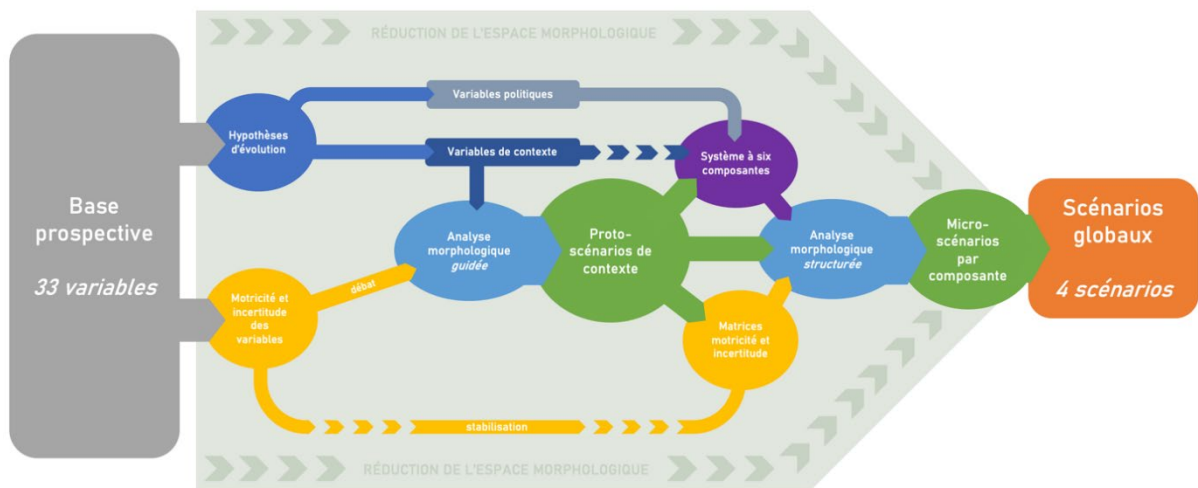 RÉDUCTION DE L'ESPACE MORPHOLOGIQUE
Base
prospective
33 variables
Hypothèses
d'évolution
Variables politiques
Variables de contexte
Système à six
composantes
Analyse
morphologique
guidée
Proto-
scénarios de
contexte
Analyse
morphologique
structurée
Micro-
scénarios
par
composante
Scénarios
globaux
4 scénarios
Motricité et
incertitude
des
variables
débat
Matrices
motricité et
incertitude
stabilisation
RÉDUCTION DE L'ESPACE MORPHOLOGIQUE